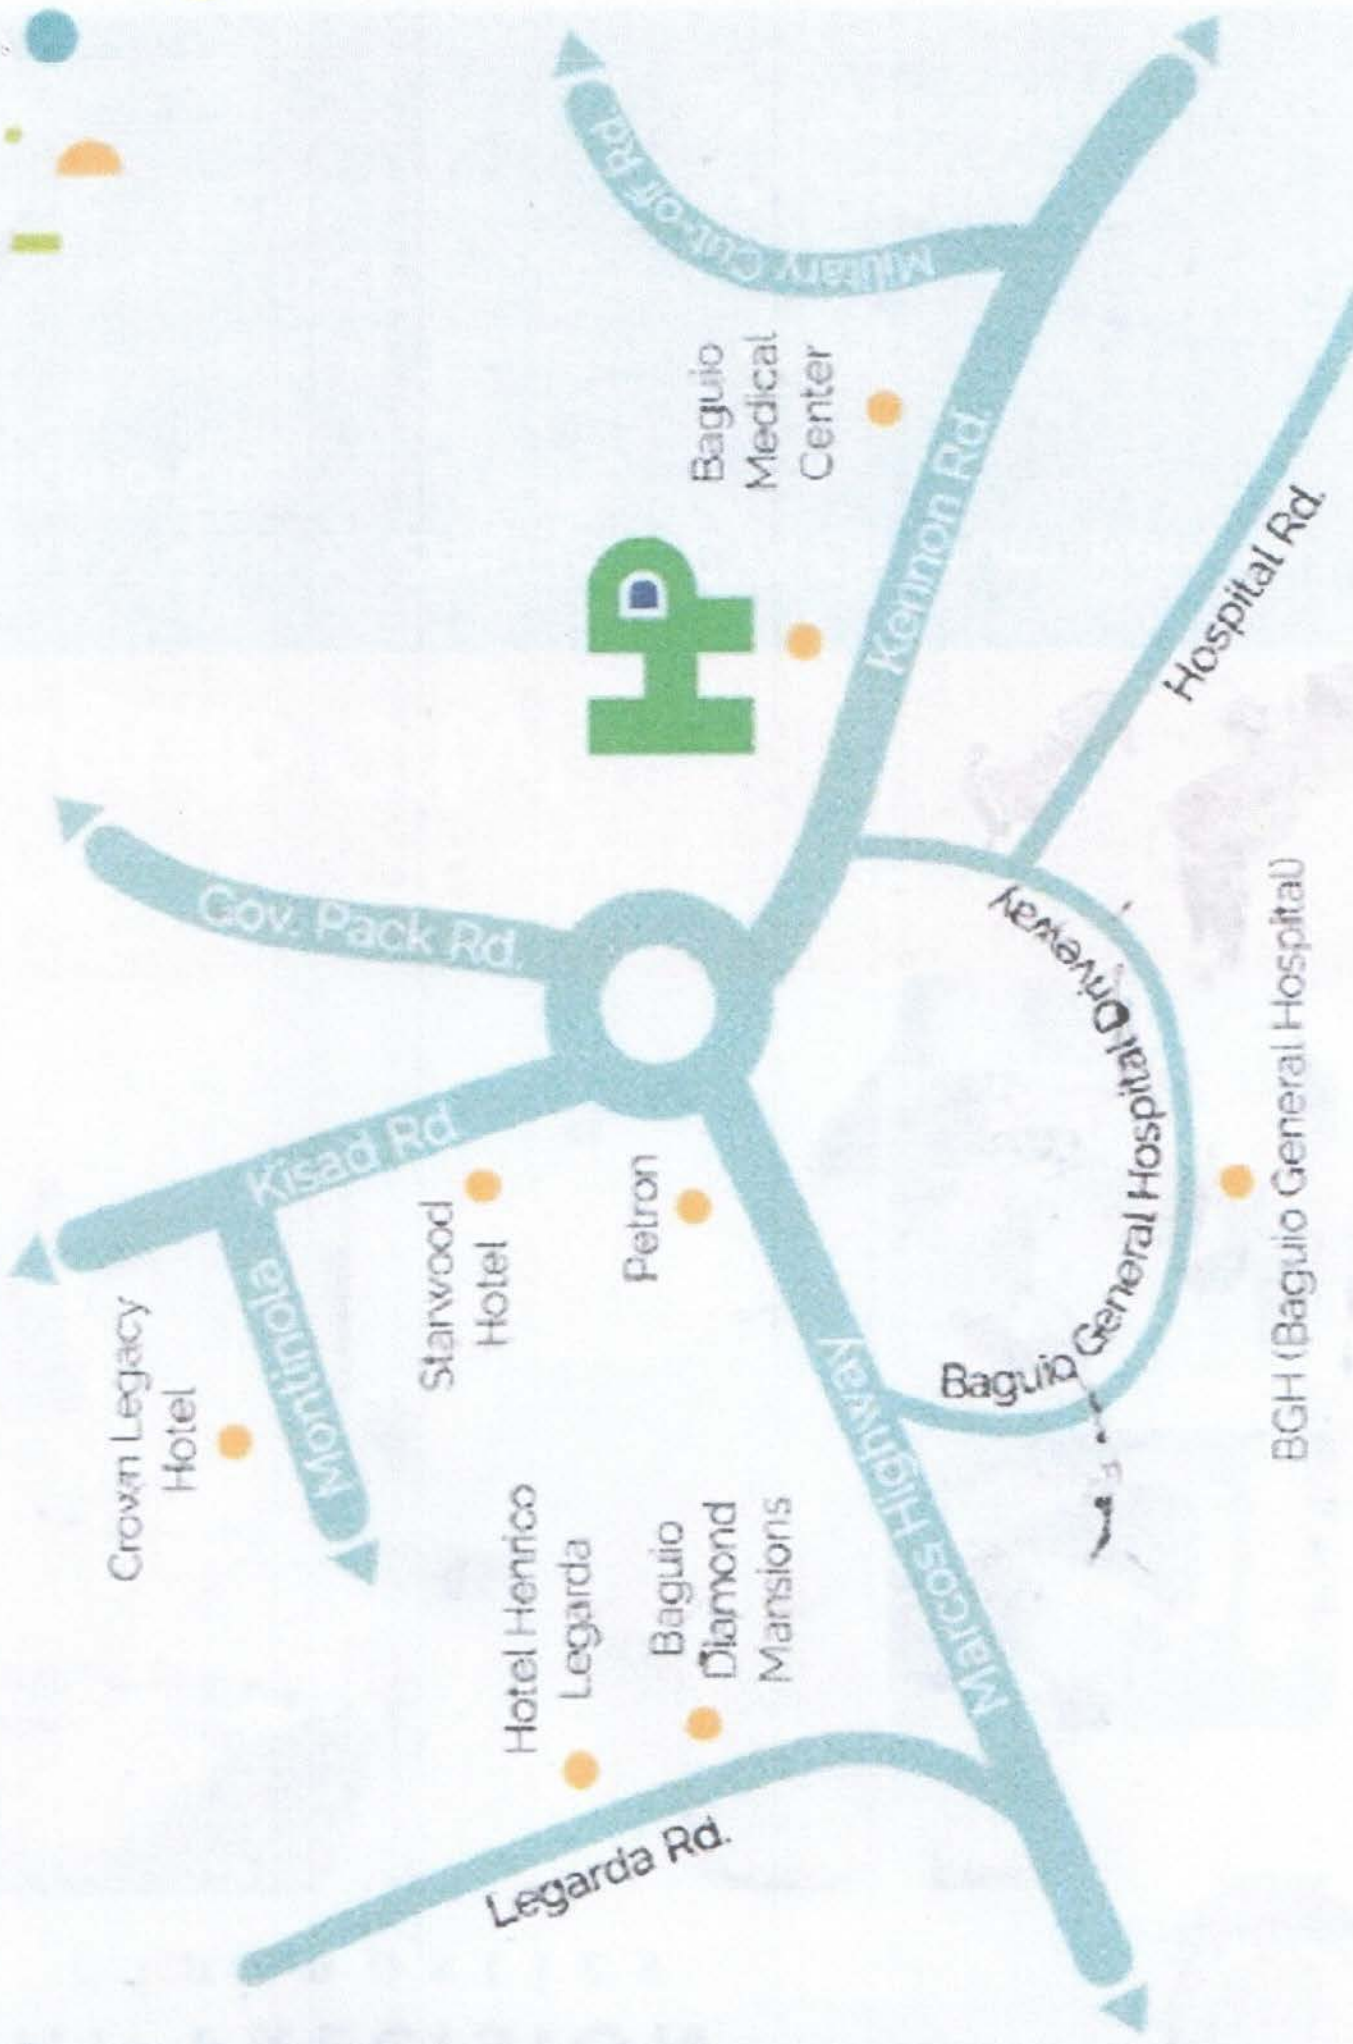 Crown Legacy
Hotel
Montinola
Kisad Rd.
Gov. Pack Rd.
Starwood
Hotel
Petron
Hotel Henrico
Legarda
Baguio
Diamond
Mansions
Legarda Rd.
Marcos Highway
HP
Baguio
Medical
Center
Military Cut-off Rd.
Kennon Rd.
Hospital Rd.
Baguio General Hospital Driveway
BGH (Baguio General Hospital)